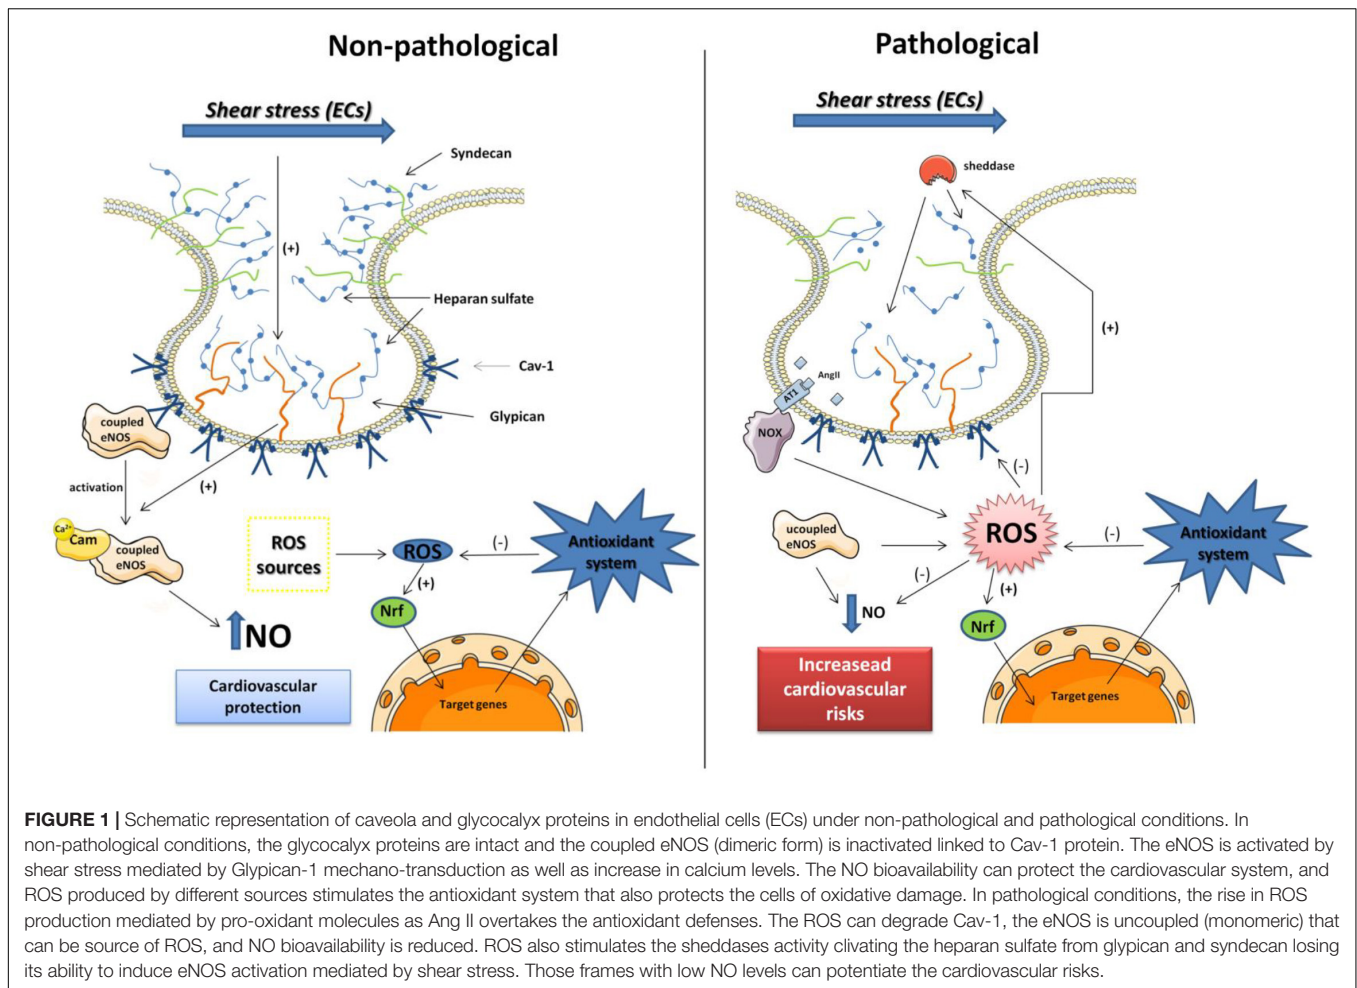 Non-pathological
Shear stress (ECs)
Syndecan
(+)
Heparan sulfate
Cav-1
Glypican
coupled
eNOS
activation
(+)
Ca²⁺
Cam
coupled
eNOS
ROS
sources
ROS
(-)
Antioxidant
system
(+)
Nrf
NO
Cardiovascular
protection
Target genes
Pathological
Shear stress (ECs)
sheddase
(+)
AngII
AT1
NOX
(-)
ucoupled
eNOS
ROS
(-)
Antioxidant
system
(-)
(+)
NO
Nrf
Increasead
cardiovascular
risks
Target genes
FIGURE 1 | Schematic representation of caveola and glycocalyx proteins in endothelial cells (ECs) under non-pathological and pathological conditions. In
non-pathological conditions, the glycocalyx proteins are intact and the coupled eNOS (dimeric form) is inactivated linked to Cav-1 protein. The eNOS is activated by
shear stress mediated by Glypican-1 mechano-transduction as well as increase in calcium levels. The NO bioavailability can protect the cardiovascular system, and
ROS produced by different sources stimulates the antioxidant system that also protects the cells of oxidative damage. In pathological conditions, the rise in ROS
production mediated by pro-oxidant molecules as Ang II overtakes the antioxidant defenses. The ROS can degrade Cav-1, the eNOS is uncoupled (monomeric) that
can be source of ROS, and NO bioavailability is reduced. ROS also stimulates the sheddases activity clivating the heparan sulfate from glypican and syndecan losing
its ability to induce eNOS activation mediated by shear stress. Those frames with low NO levels can potentiate the cardiovascular risks.